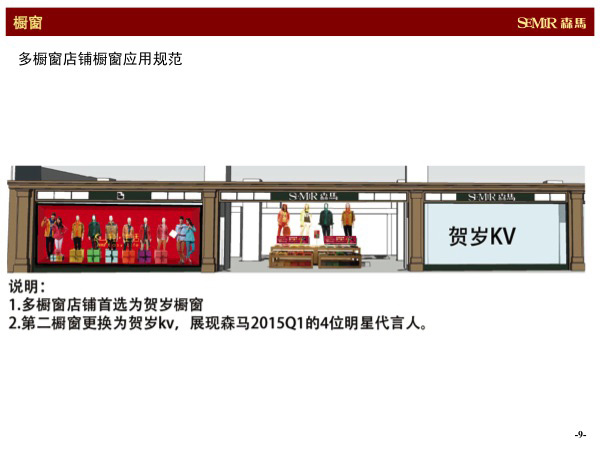 橱窗
SEMIR 森馬
多橱窗店铺橱窗应用规范
SEMIR 森馬
SEMIR 森馬
贺岁KV
说明：
1.多橱窗店铺首选为贺岁橱窗
2.第二橱窗更换为贺岁kv，展现森马2015Q1的4位明星代言人。
-9-